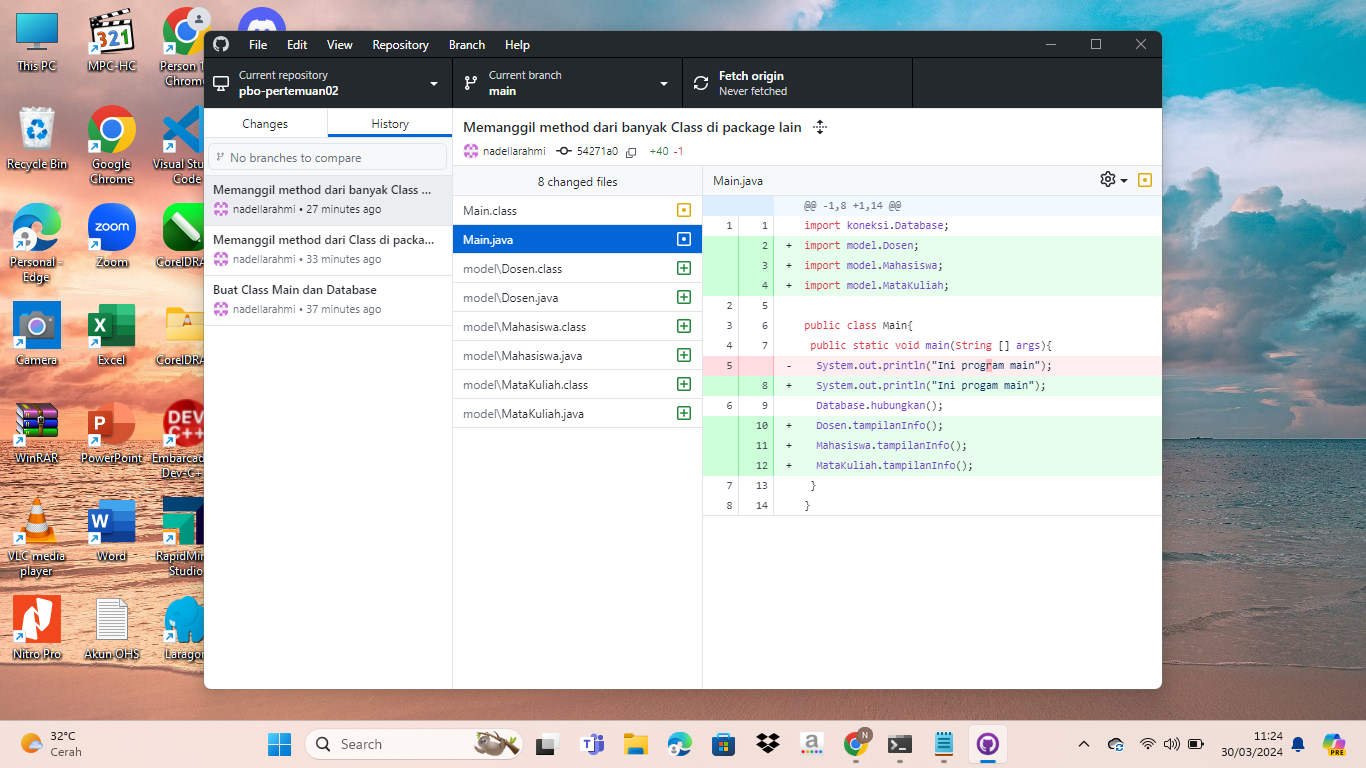 This PC
MPC-HC
Person 1
Chrome
Recycle Bin
Google
Chrome
Visual Stu
Code
Personal -
Edge
Zoom
CorelDRA
Camera
Excel
CorelDRA
WinRAR
PowerPoint
Embarcad
Dev-C+
VLC media
player
Word
RapidMin
Studio
Nitro Pro
Akun OHS
Laragon
File Edit View Repository Branch Help
Current repository
pbo-pertemuan02
Current branch
main
Fetch origin
Never fetched
Changes
History
No branches to compare
Memanggil method dari banyak Class ...
nadellarahmi • 27 minutes ago
Memanggil method dari Class di packa...
nadellarahmi • 33 minutes ago
Buat Class Main dan Database
nadellarahmi • 37 minutes ago
Memanggil method dari banyak Class di package lain
nadellarahmi 54271a0 +40 -1
8 changed files
Main.class
Main.java
model\Dosen.class
model\Dosen.java
model\Mahasiswa.class
model\Mahasiswa.java
model\MataKuliah.class
model\MataKuliah.java
Main.java
@@ -1,8 +1,14 @@
1 1 import koneksi.Database;
2 + import model.Dosen;
3 + import model.Mahasiswa;
4 + import model.MataKuliah;
2 5
3 6 public class Main{
4 7 public static void main(String [] args){
5 - System.out.println("Ini program main");
8 + System.out.println("Ini progam main");
6 9 Database.hubungkan();
10 + Dosen.tampilanInfo();
11 + Mahasiswa.tampilanInfo();
12 + MataKuliah.tampilanInfo();
7 13 }
8 14 }
32°C
Cerah
Search
N
11:24
30/03/2024
PRE